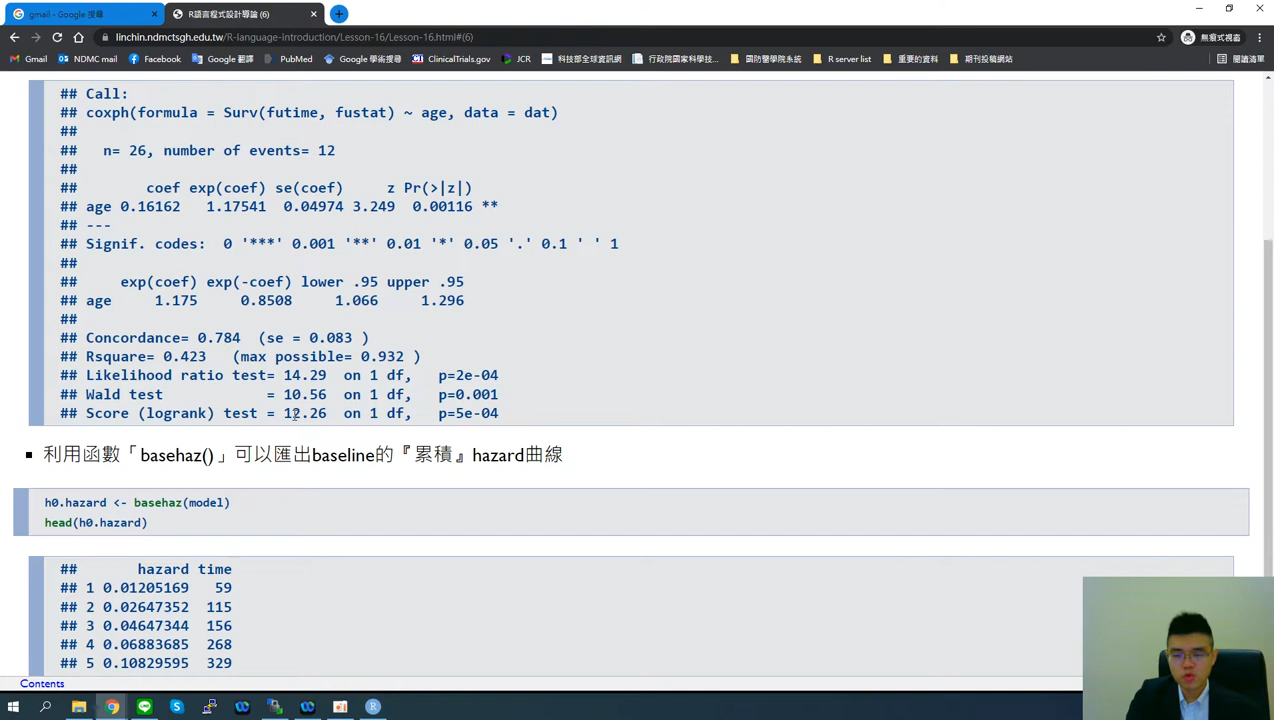 gmail - Google 搜尋
R語言程式設計導論 (6)
linchin.ndmctsgh.edu.tw/R-language-introduction/Lesson-16/Lesson-16.html#(6)
無痕式視窗
Gmail
NDMC mail
Facebook
Google 翻譯
PubMed
Google 學術搜尋
ClinicalTrials.gov
JCR
科技部全球資訊網
行政院國家科學技...
國防醫學院系統
R server list
重要的資料
期刊投稿網站
閱讀清單
## Call:
## coxph(formula = Surv(futime, fustat) ~ age, data = dat)
##
##   n= 26, number of events= 12
##
##        coef exp(coef) se(coef)     z Pr(>|z|)
## age 0.16162   1.17541  0.04974 3.249  0.00116 **
## ---
## Signif. codes:  0 '***' 0.001 '**' 0.01 '*' 0.05 '.' 0.1 ' ' 1
##
##     exp(coef) exp(-coef) lower .95 upper .95
## age     1.175     0.8508     1.066     1.296
##
## Concordance= 0.784  (se = 0.083 )
## Rsquare= 0.423   (max possible= 0.932 )
## Likelihood ratio test= 14.29  on 1 df,   p=2e-04
## Wald test            = 10.56  on 1 df,   p=0.001
## Score (logrank) test = 12.26  on 1 df,   p=5e-04
利用函數「basehaz()」可以匯出baseline的『累積』hazard曲線
h0.hazard <- basehaz(model)
head(h0.hazard)
##       hazard time
## 1 0.01205169   59
## 2 0.02647352  115
## 3 0.04647344  156
## 4 0.06883685  268
## 5 0.10829595  329
Contents